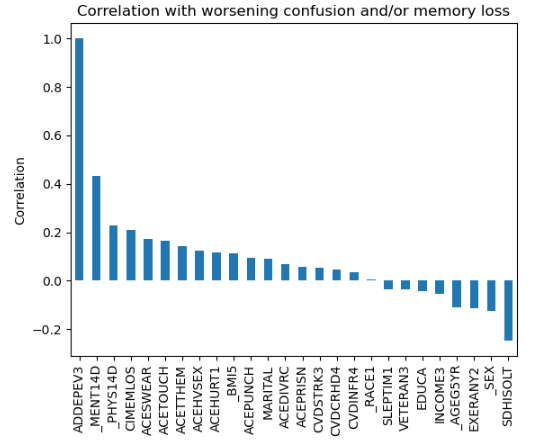 Correlation with worsening confusion and/or memory loss
1.0
0.8
0.6
0.4
0.2
0.0
−0.2
Correlation
ADDEPEV3
_MENT14D
_PHYS14D
CIMEMLOS
ACESWEAR
ACETOUCH
ACETTHEM
ACEHVSEX
ACEHURT1
_BMI5
ACEPUNCH
MARITAL
ACEDIVRC
ACEPRISN
CVDSTRK3
CVDCRHD4
CVDINFR4
_RACE1
SLEPTIM1
VETERAN3
EDUCA
INCOME3
_AGEG5YR
EXERANY2
_SEX
SDHISOLT